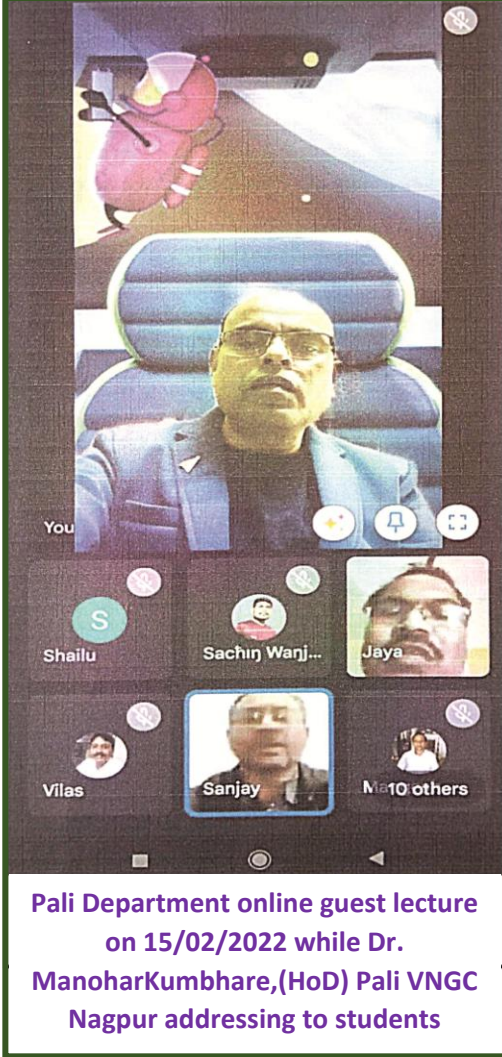 You
S
Shailu
Sachın Wanj...
Jaya
Vilas
Sanjay
10 others
Pali Department online guest lecture
on 15/02/2022 while Dr.
ManoharKumbhare,(HoD) Pali VNGC
Nagpur addressing to students